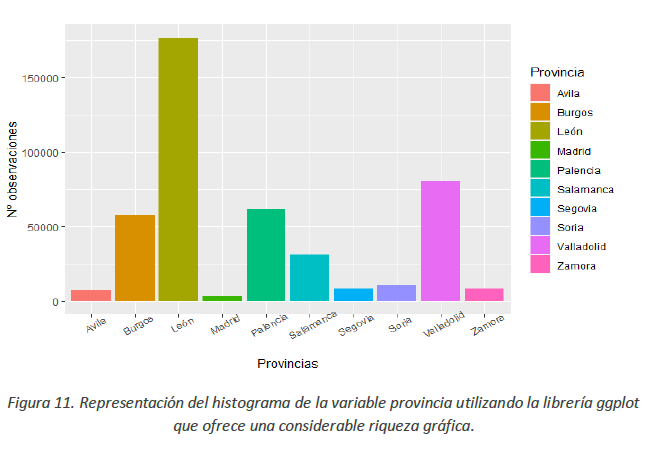 150000
100000
50000
0
Nº observaciones
Avila
Burgos
León
Madrid
Palencia
Salamanca
Segovia
Soria
Valladolid
Zamora
Provincias
Provincia
Avila
Burgos
León
Madrid
Palencia
Salamanca
Segovia
Soria
Valladolid
Zamora
Figura 11. Representación del histograma de la variable provincia utilizando la librería ggplot
que ofrece una considerable riqueza gráfica.